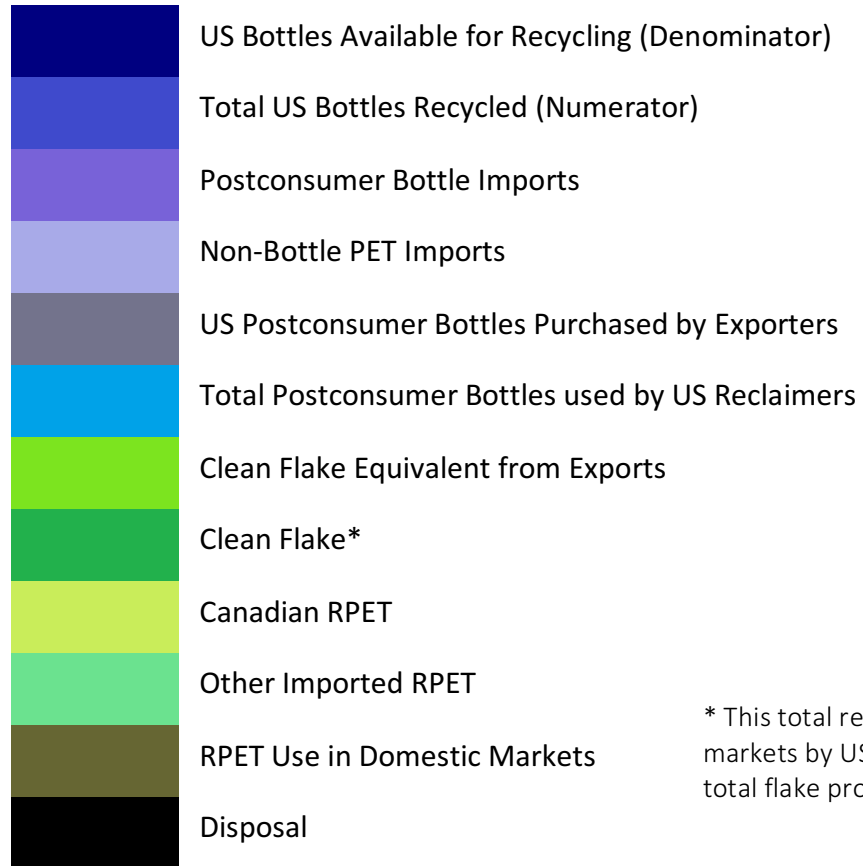 US Bottles Available for Recycling (Denominator)
Total US Bottles Recycled (Numerator)
Postconsumer Bottle Imports
Non-Bottle PET Imports
US Postconsumer Bottles Purchased by Exporters
Total Postconsumer Bottles used by US Reclaimers
Clean Flake Equivalent from Exports
Clean Flake*
Canadian RPET
Other Imported RPET
RPET Use in Domestic Markets
Disposal
* This total re
markets by US
total flake pro